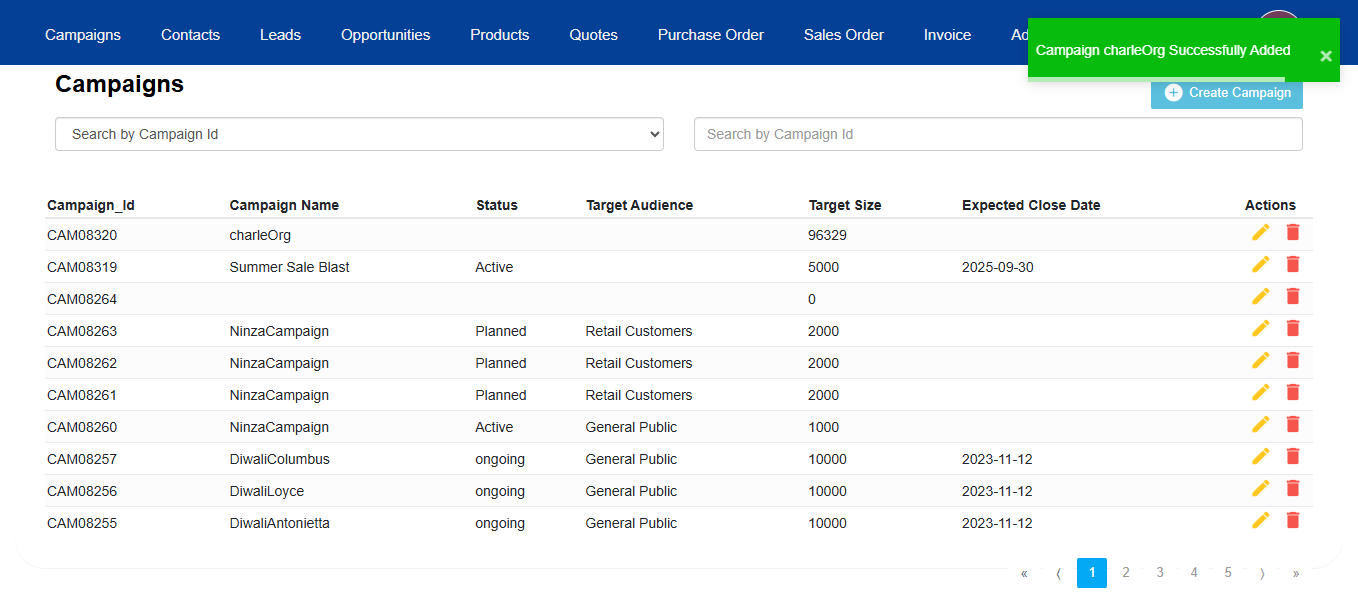 Campaigns Contacts Leads Opportunities Products Quotes Purchase Order Sales Order Invoice Ad
Campaign charleOrg Successfully Added ×
Campaigns
Create Campaign
Search by Campaign Id Search by Campaign Id
Campaign_Id Campaign Name Status Target Audience Target Size Expected Close Date Actions
CAM08320 charleOrg 96329
CAM08319 Summer Sale Blast Active 5000 2025-09-30
CAM08264 0
CAM08263 NinzaCampaign Planned Retail Customers 2000
CAM08262 NinzaCampaign Planned Retail Customers 2000
CAM08261 NinzaCampaign Planned Retail Customers 2000
CAM08260 NinzaCampaign Active General Public 1000
CAM08257 DiwaliColumbus ongoing General Public 10000 2023-11-12
CAM08256 DiwaliLoyce ongoing General Public 10000 2023-11-12
CAM08255 DiwaliAntonietta ongoing General Public 10000 2023-11-12
« ⟨ 1 2 3 4 5 ⟩ »